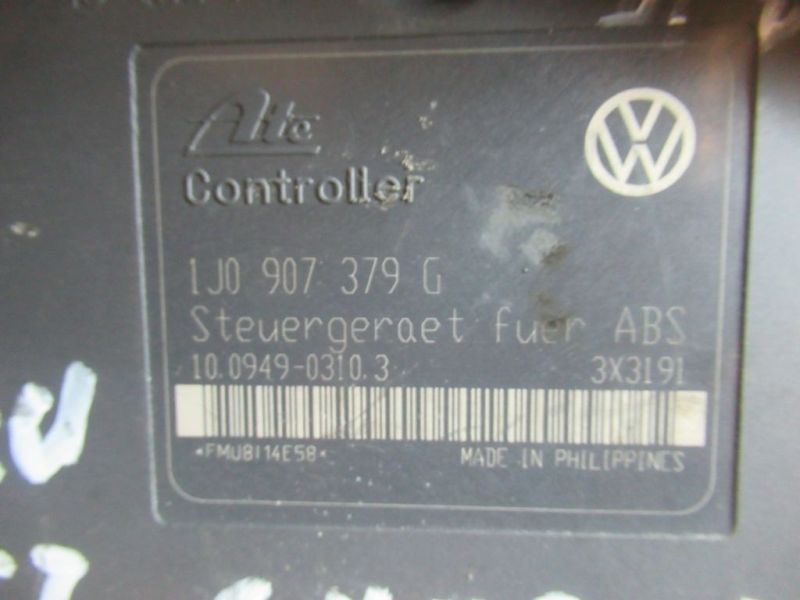 Ate
Controller
1J0 907 379 G
Steuergeraet fuer ABS
10.0949-0310.3 3X3191
*FMU8I14E58*
MADE IN PHILIPPINES